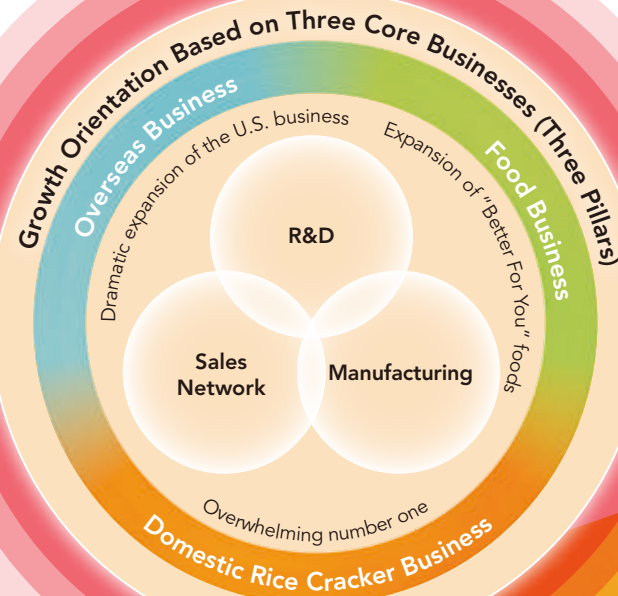 Growth Orientation Based on Three Core Businesses (Three Pillars)
Overseas Business
Dramatic expansion of the U.S. business
Food Business
Expansion of “Better For You” foods
R&D
Sales
Network
Manufacturing
Overwhelming number one
Domestic Rice Cracker Business